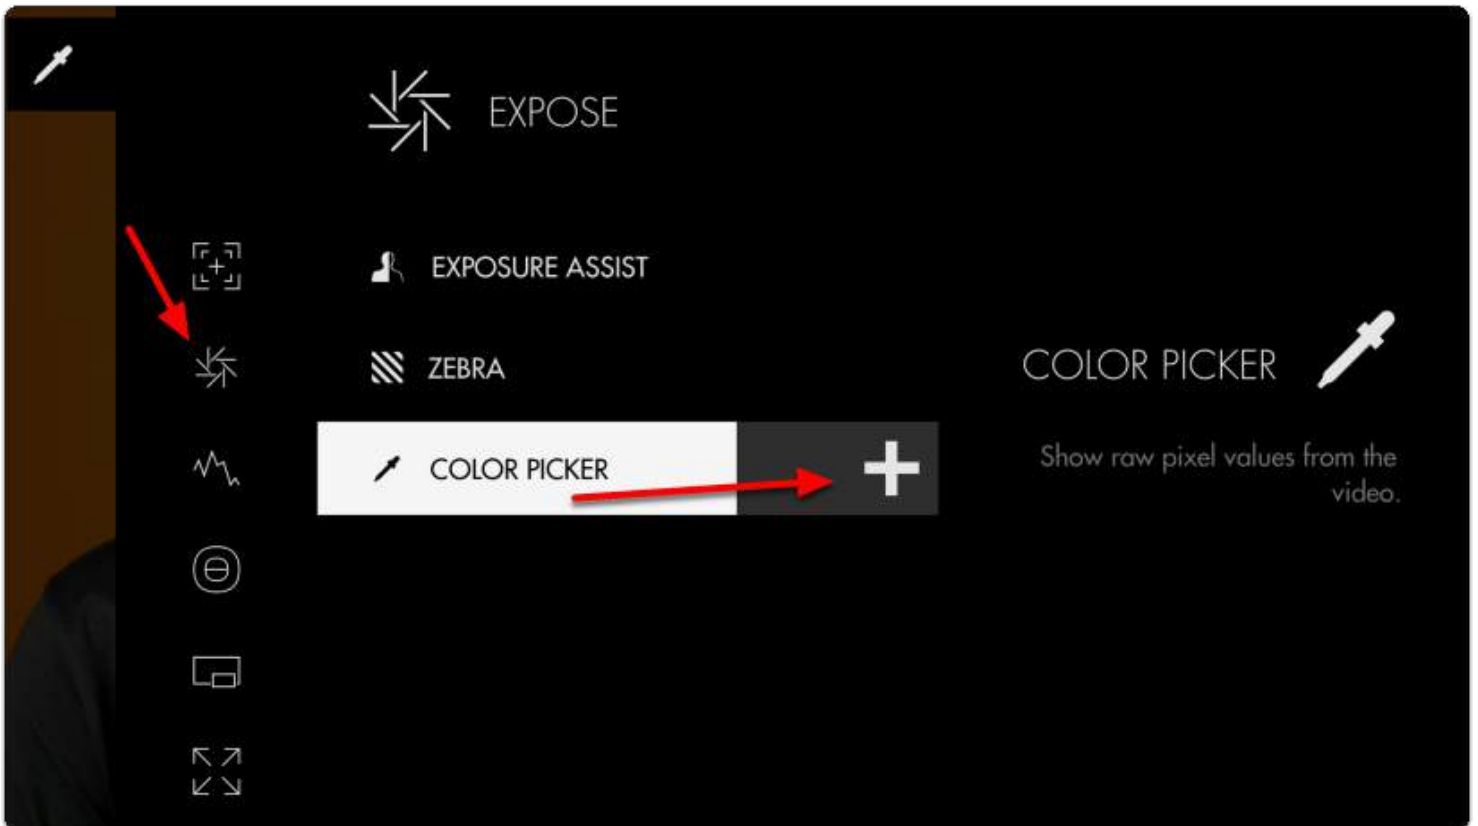 EXPOSE
EXPOSURE ASSIST
ZEBRA
COLOR PICKER
COLOR PICKER
Show raw pixel values from the
video.